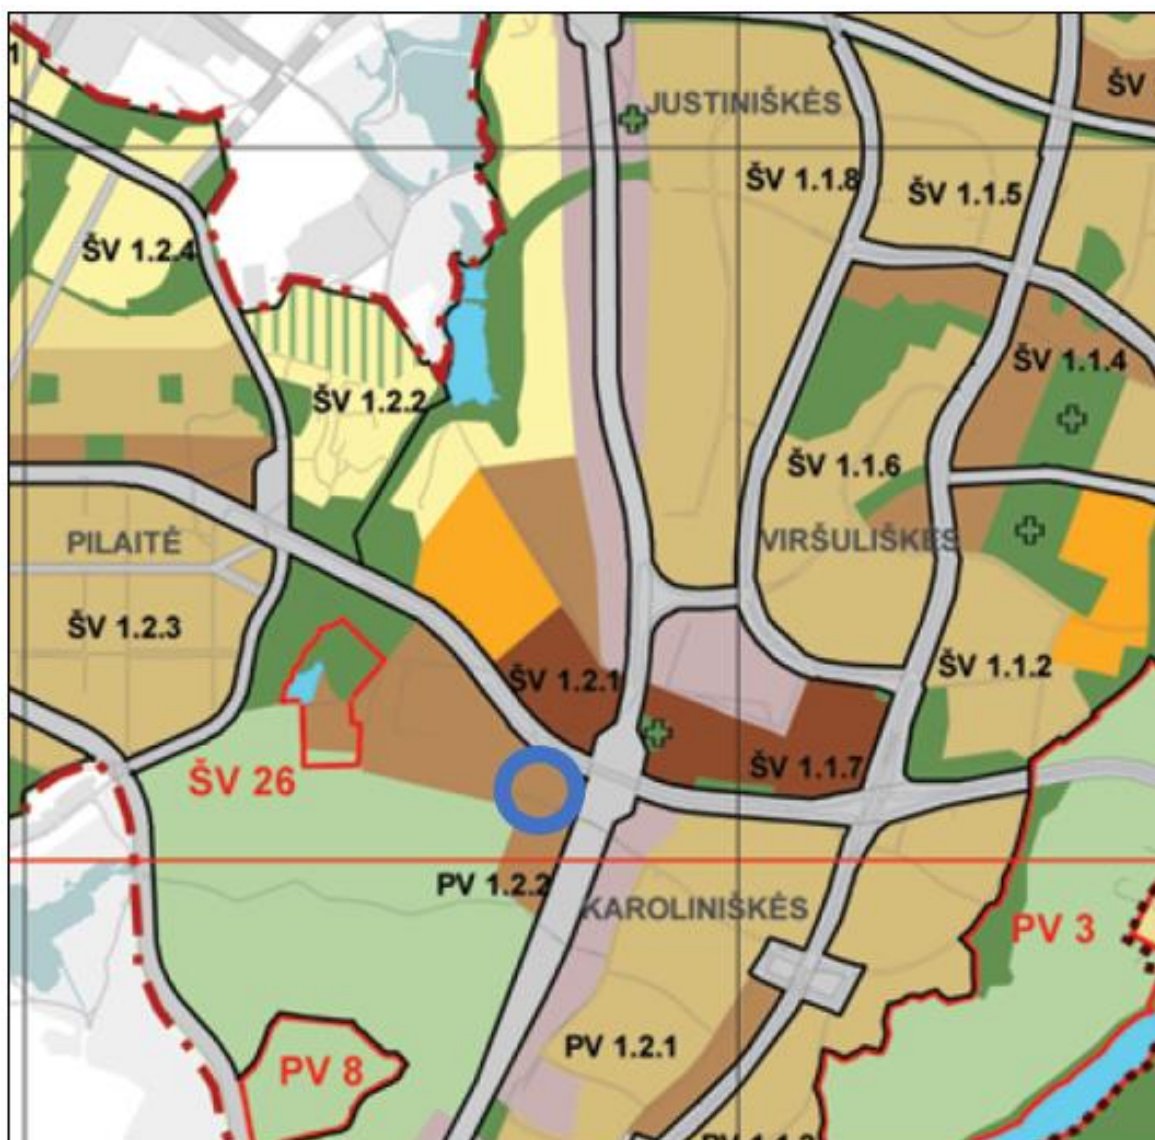 1
ŠV
JUSTINIŠKĖS
ŠV 1.1.8
ŠV 1.1.5
ŠV 1.2.4
ŠV 1.1.4
ŠV 1.2.2
ŠV 1.1.6
PILAITĖ
VIRŠULIŠKĖS
ŠV 1.2.3
ŠV 1.1.2
ŠV 1.2.1
ŠV 1.1.7
ŠV 26
PV 1.2.2
KAROLINIŠKĖS
PV 3
PV 1.2.1
PV 8